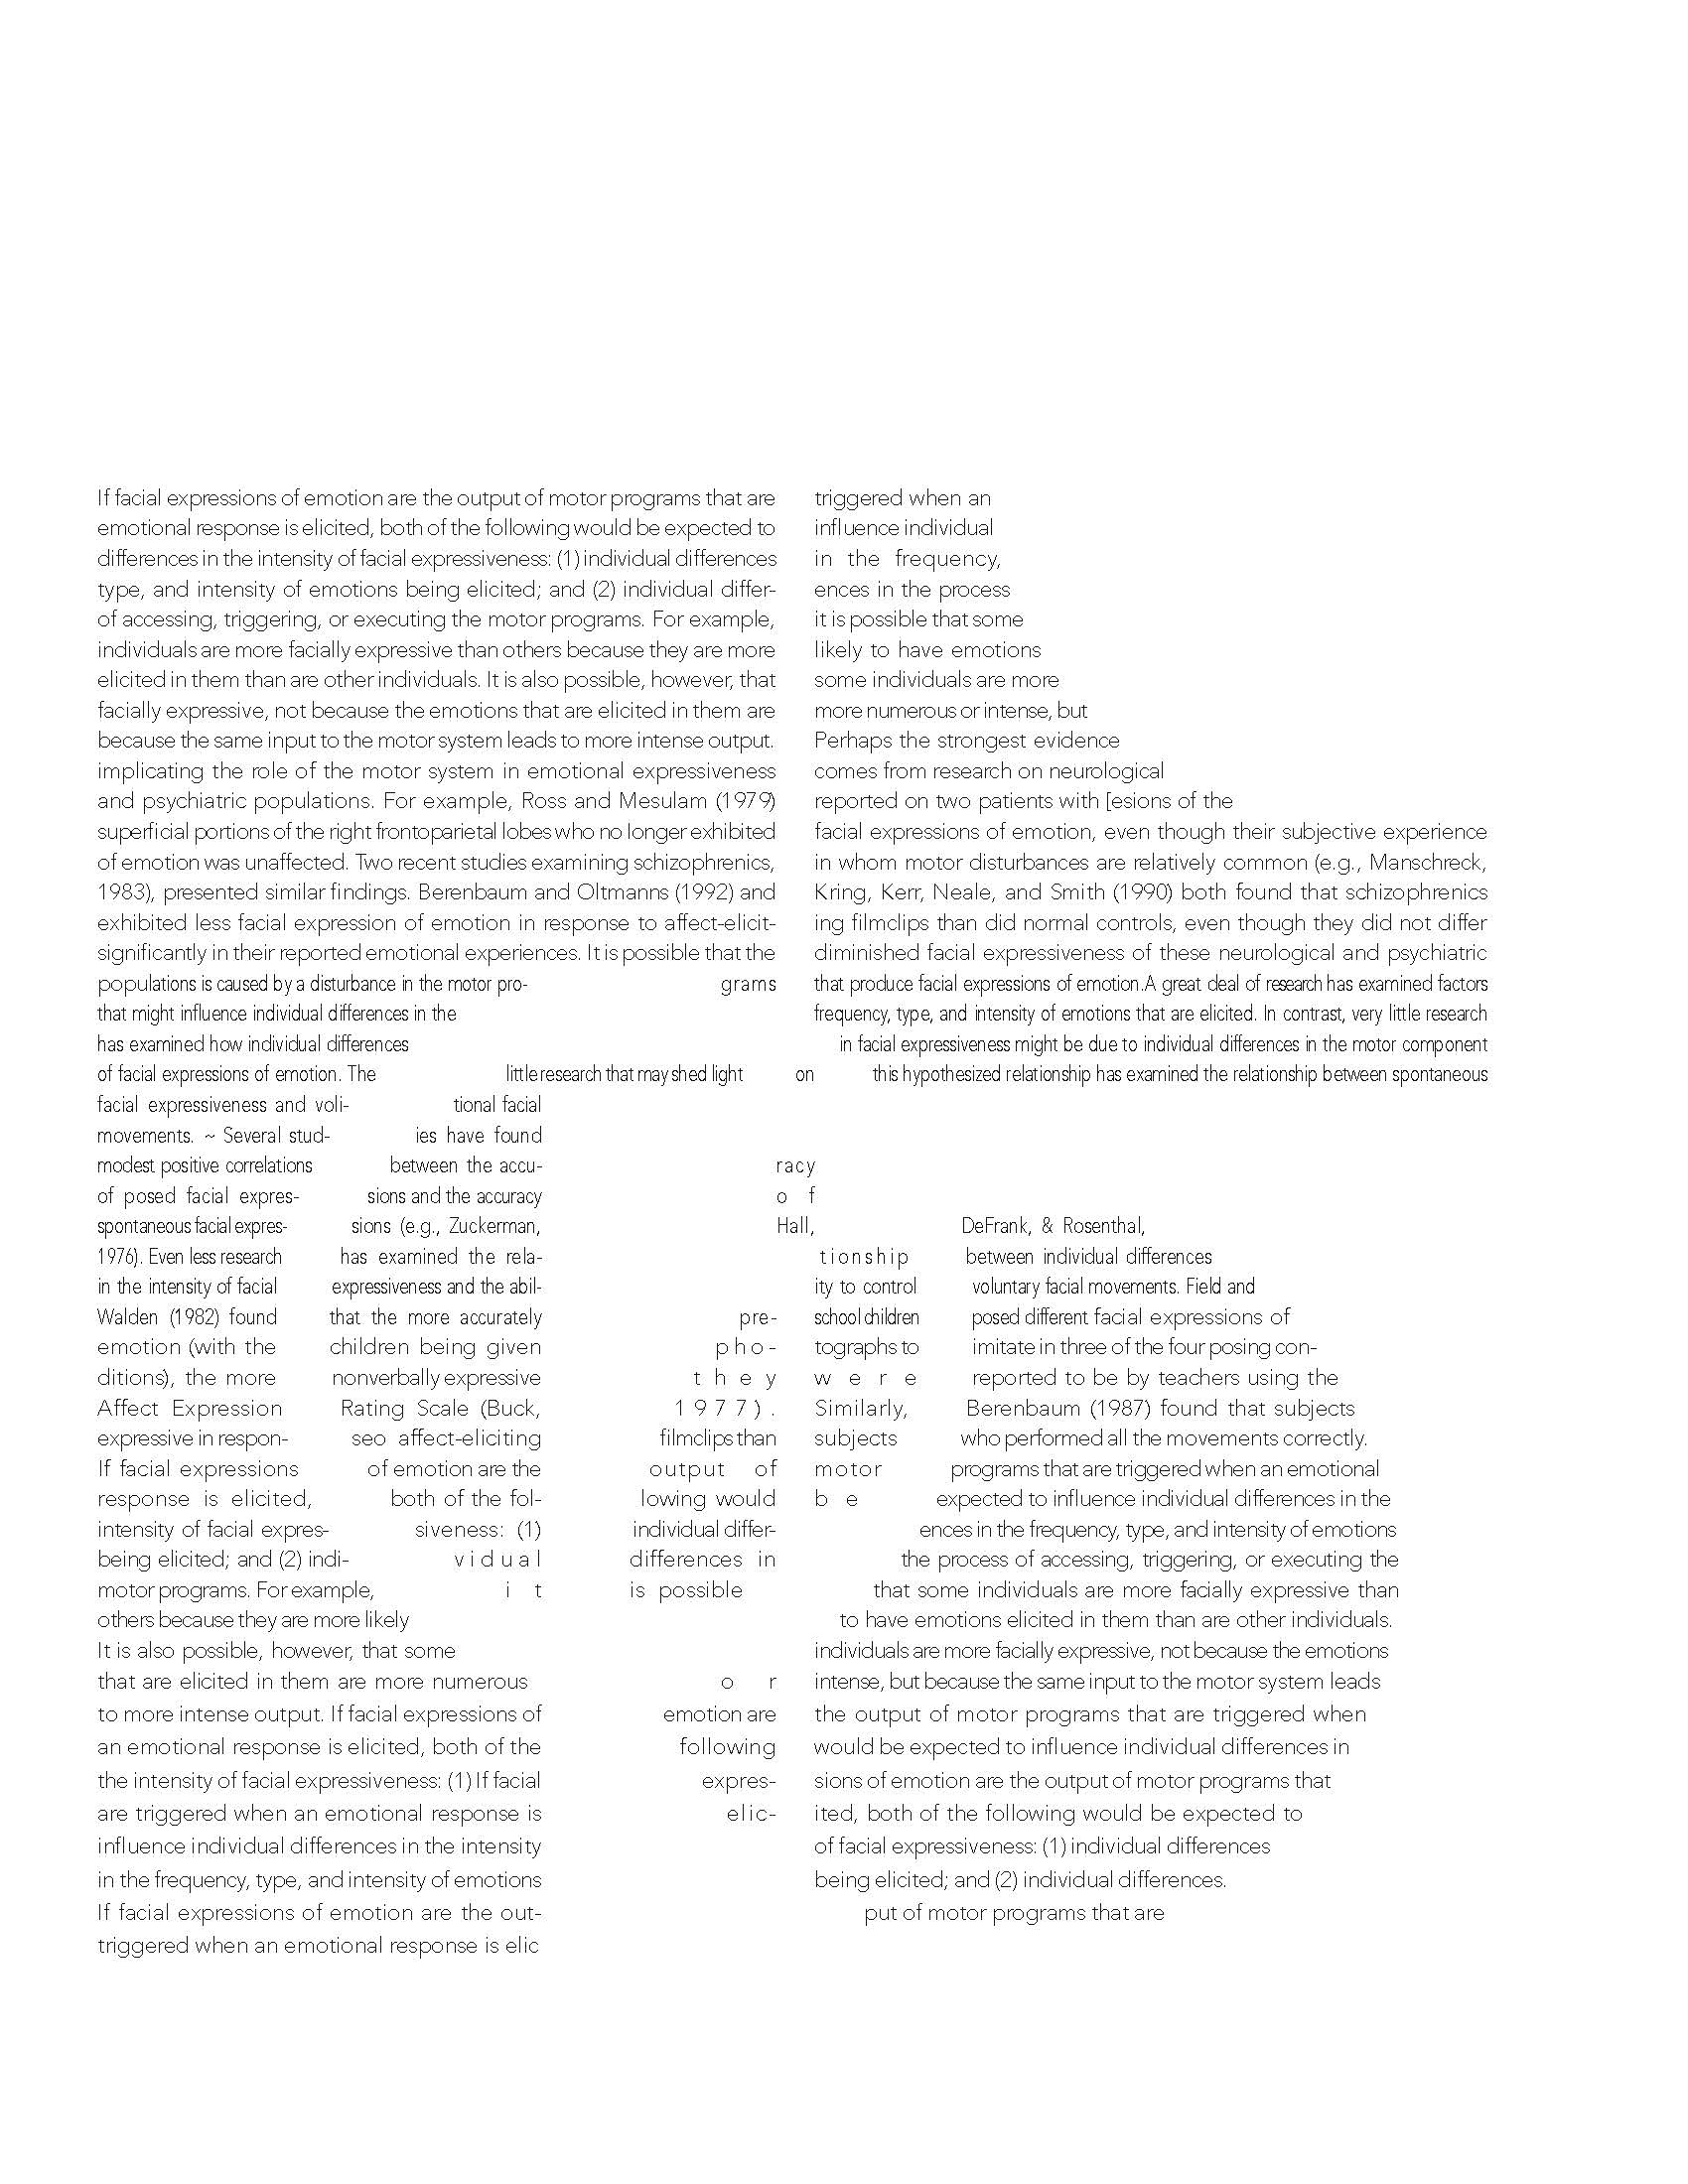 If facial expressions of emotion are the output of motor programs that are triggered when an
emotional response is elicited, both of the following would be expected to influence individual
differences in the intensity of facial expressiveness: (1) individual differences in the frequency,
type, and intensity of emotions being elicited; and (2) individual differ- ences in the process
of accessing, triggering, or executing the motor programs. For example, it is possible that some
individuals are more facially expressive than others because they are more likely to have emotions
elicited in them than are other individuals. It is also possible, however, that some individuals are more
facially expressive, not because the emotions that are elicited in them are more numerous or intense, but
because the same input to the motor system leads to more intense output. Perhaps the strongest evidence
implicating the role of the motor system in emotional expressiveness comes from research on neurological
and psychiatric populations. For example, Ross and Mesulam (1979) reported on two patients with [esions of the
superficial portions of the right frontoparietal lobes who no longer exhibited facial expressions of emotion, even though their subjective experience
of emotion was unaffected. Two recent studies examining schizophrenics, in whom motor disturbances are relatively common (e.g., Manschreck,
1983), presented similar findings. Berenbaum and Oltmanns (1992) and Kring, Kerr, Neale, and Smith (1990) both found that schizophrenics
exhibited less facial expression of emotion in response to affect-elicit- ing filmclips than did normal controls, even though they did not differ
significantly in their reported emotional experiences. It is possible that the diminished facial expressiveness of these neurological and psychiatric
populations is caused by a disturbance in the motor pro- grams that produce facial expressions of emotion.A great deal of research has examined factors
that might influence individual differences in the frequency, type, and intensity of emotions that are elicited. In contrast, very little research
has examined how individual differences in facial expressiveness might be due to individual differences in the motor component
of facial expressions of emotion. The little research that may shed light on this hypothesized relationship has examined the relationship between spontaneous
facial expressiveness and voli- tional facial
movements. ~ Several stud- ies have found
modest positive correlations between the accu- racy
of posed facial expres- sions and the accuracy o f
spontaneous facial expres- sions (e.g., Zuckerman, Hall, DeFrank, & Rosenthal,
1976). Even less research has examined the rela- tionship between individual differences
in the intensity of facial expressiveness and the abil- ity to control voluntary facial movements. Field and
Walden (1982) found that the more accurately pre- school children posed different facial expressions of
emotion (with the children being given pho- tographs to imitate in three of the four posing con-
ditions), the more nonverbally expressive they were reported to be by teachers using the
Affect Expression Rating Scale (Buck, 1977). Similarly, Berenbaum (1987) found that subjects
expressive in respon- seo affect-eliciting filmclips than subjects who performed all the movements correctly.
If facial expressions of emotion are the output of motor programs that are triggered when an emotional
response is elicited, both of the fol- lowing would b e expected to influence individual differences in the
intensity of facial expres- siveness: (1) individual differ- ences in the frequency, type, and intensity of emotions
being elicited; and (2) indi- vidual differences in the process of accessing, triggering, or executing the
motor programs. For example, i t is possible that some individuals are more facially expressive than
others because they are more likely to have emotions elicited in them than are other individuals.
It is also possible, however, that some individuals are more facially expressive, not because the emotions
that are elicited in them are more numerous o r intense, but because the same input to the motor system leads
to more intense output. If facial expressions of emotion are the output of motor programs that are triggered when
an emotional response is elicited, both of the following would be expected to influence individual differences in
the intensity of facial expressiveness: (1) If facial expres- sions of emotion are the output of motor programs that
are triggered when an emotional response is elic- ited, both of the following would be expected to
influence individual differences in the intensity of facial expressiveness: (1) individual differences
in the frequency, type, and intensity of emotions being elicited; and (2) individual differences.
If facial expressions of emotion are the out- put of motor programs that are
triggered when an emotional response is elic